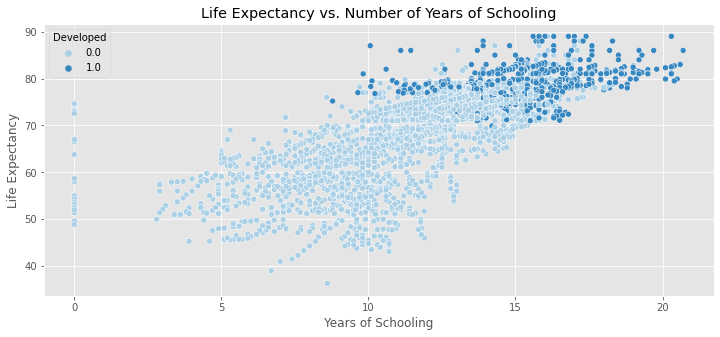 Life Expectancy vs. Number of Years of Schooling
Developed
0.0
1.0
90
80
70
60
50
40
Life Expectancy
0 5 10 15 20
Years of Schooling